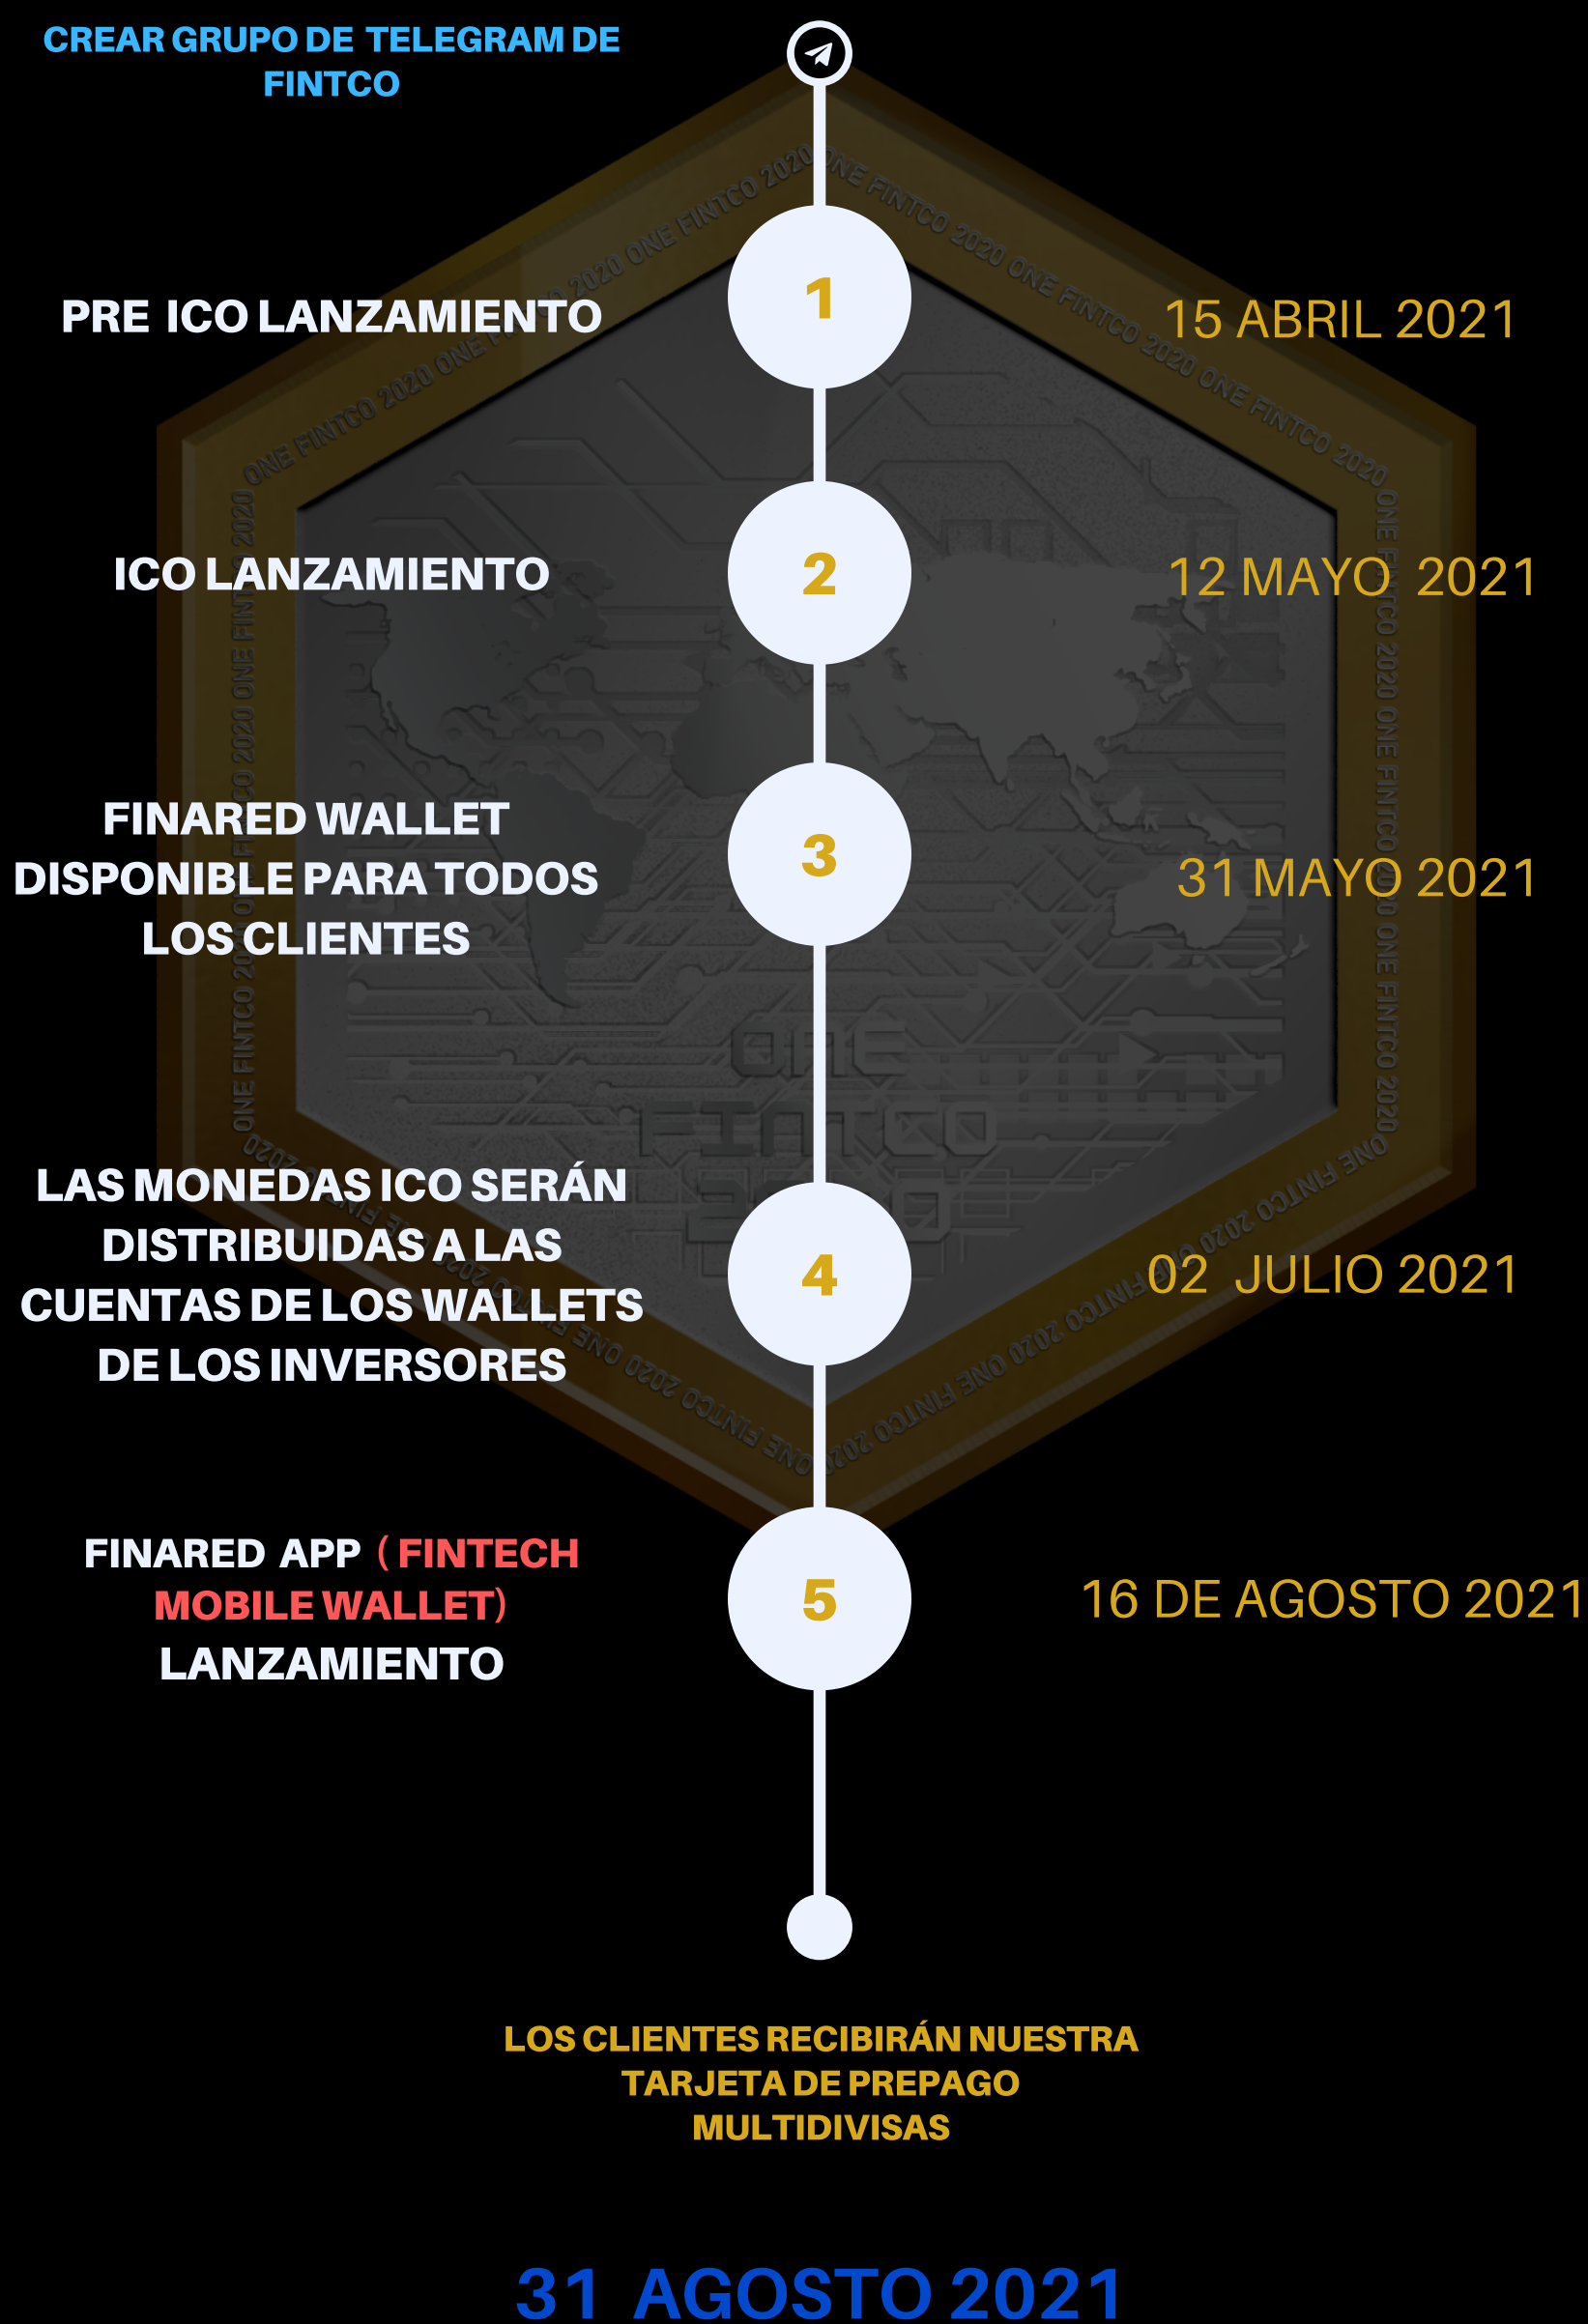 CREAR GRUPO DE TELEGRAM DE
FINTCO
PRE ICO LANZAMIENTO
1
15 ABRIL 2021
ICO LANZAMIENTO
2
12 MAYO 2021
FINARED WALLET
DISPONIBLE PARA TODOS
LOS CLIENTES
3
31 MAYO 2021
LAS MONEDAS ICO SERÁN
DISTRIBUIDAS A LAS
CUENTAS DE LOS WALLETS
DE LOS INVERSORES
4
02 JULIO 2021
FINARED APP ( FINTECH
MOBILE WALLET)
LANZAMIENTO
5
16 DE AGOSTO 2021
LOS CLIENTES RECIBIRÁN NUESTRA
TARJETA DE PREPAGO
MULTIDIVISAS
31 AGOSTO 2021
ONE
FINTCO